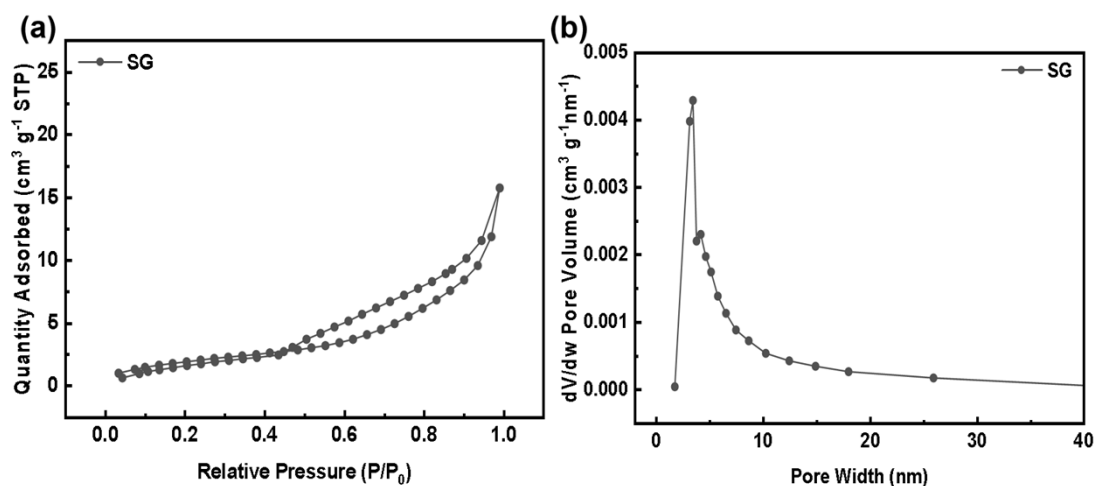 (a)
SG
Quantity Adsorbed (cm³ g⁻¹ STP)
25
20
15
10
5
0
0.0 0.2 0.4 0.6 0.8 1.0
Relative Pressure (P/P₀)
(b)
SG
dV/dw Pore Volume (cm³ g⁻¹nm⁻¹)
0.005
0.004
0.003
0.002
0.001
0.000
0 10 20 30 40
Pore Width (nm)